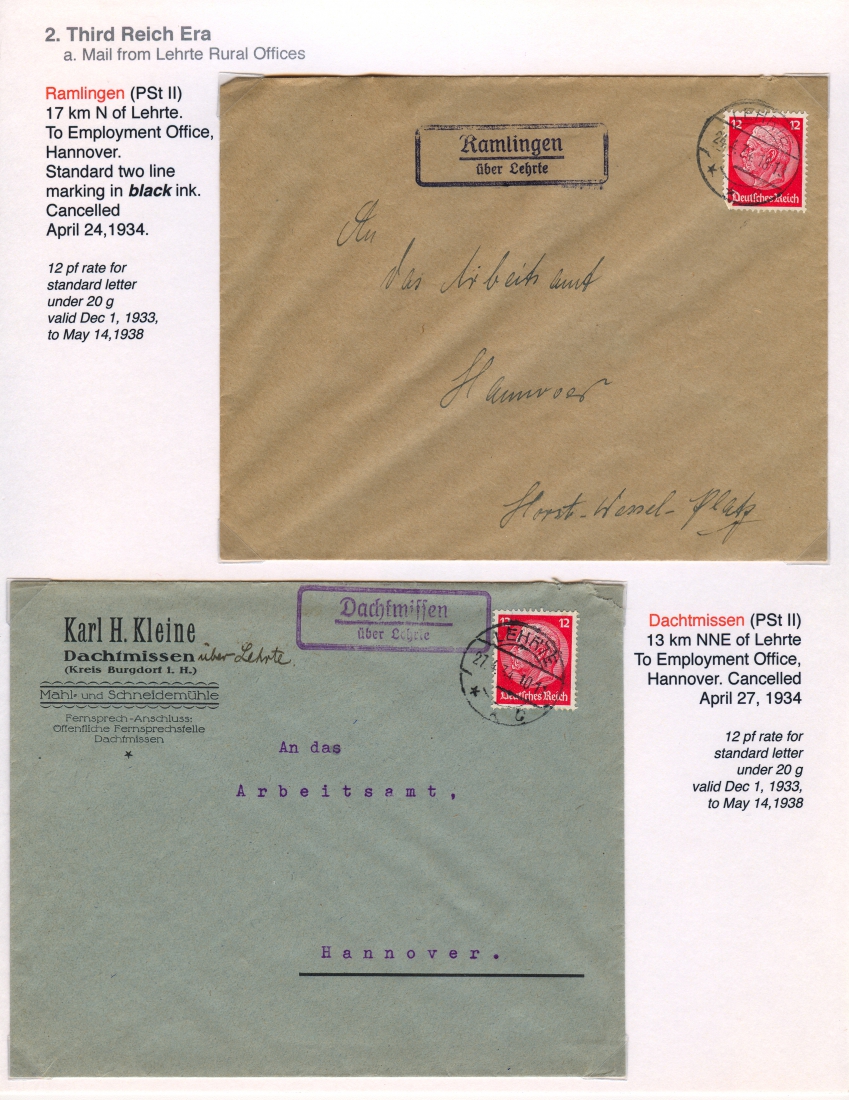 2. Third Reich Era
a. Mail from Lehrte Rural Offices
Ramlingen (PSt II)
17 km N of Lehrte.
To Employment Office,
Hannover.
Standard two line
marking in black ink.
Cancelled
April 24,1934.
12 pf rate for
standard letter
under 20 g
valid Dec 1, 1933,
to May 14,1938
Ramlingen
über Lehrte
12 12
Deutsches Reich
An
das Arbeitsamt
Hannover
Horst-Wessel-Platz
Karl H. Kleine
Dachtmissen über Lehrte.
(Kreis Burgdorf i. H.)
Mahl- und Schneidemühle
Fernsprech-Anschluss:
Öffentliche Fernsprechstelle
Dachtmissen
Dachtmissen
über Lehrte
12 12
Deutsches Reich
LEHRTE
An das
Arbeitsamt,
Hannover.
Dachtmissen (PSt II)
13 km NNE of Lehrte
To Employment Office,
Hannover. Cancelled
April 27, 1934
12 pf rate for
standard letter
under 20 g
valid Dec 1, 1933,
to May 14,1938